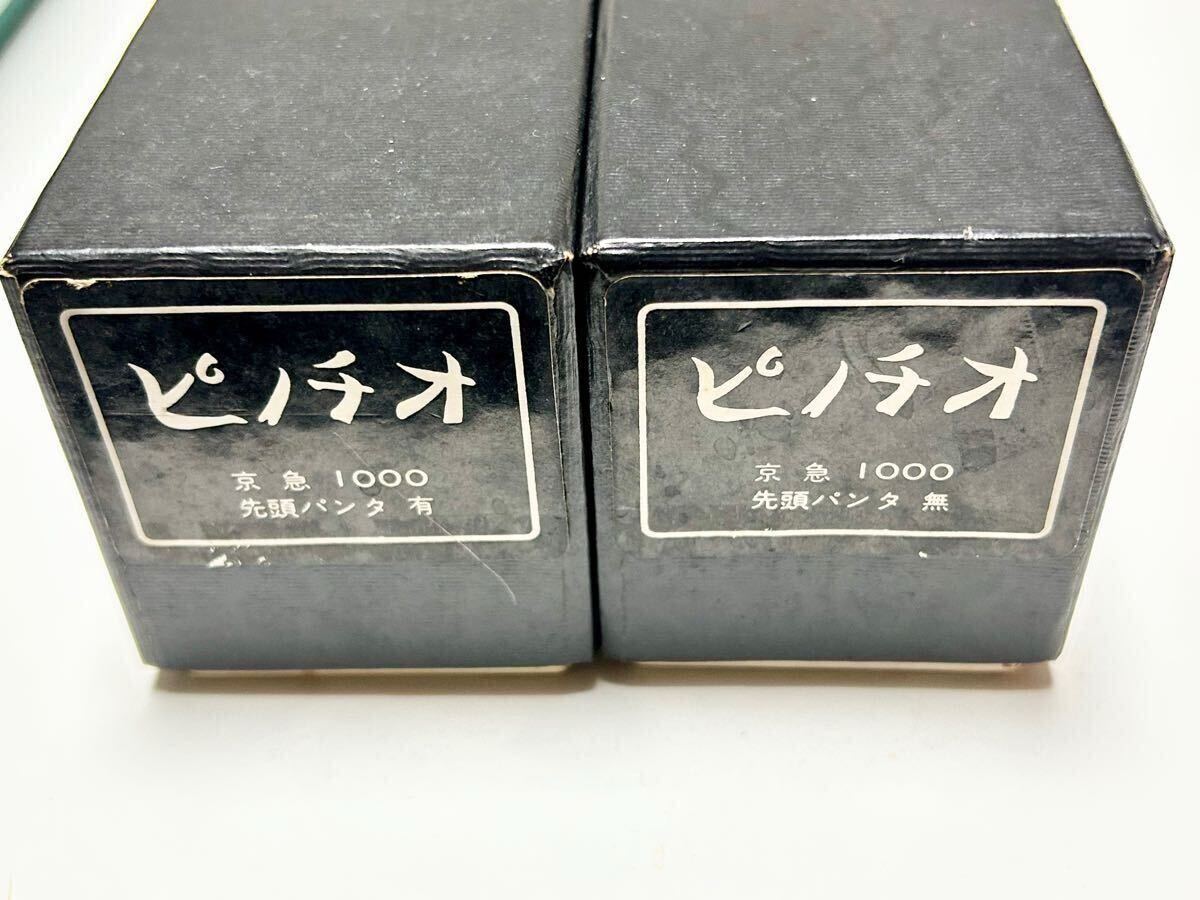 ピノチオ
京急 1000
先頭パンタ 有
ピノチオ
京急 1000
先頭パンタ 無